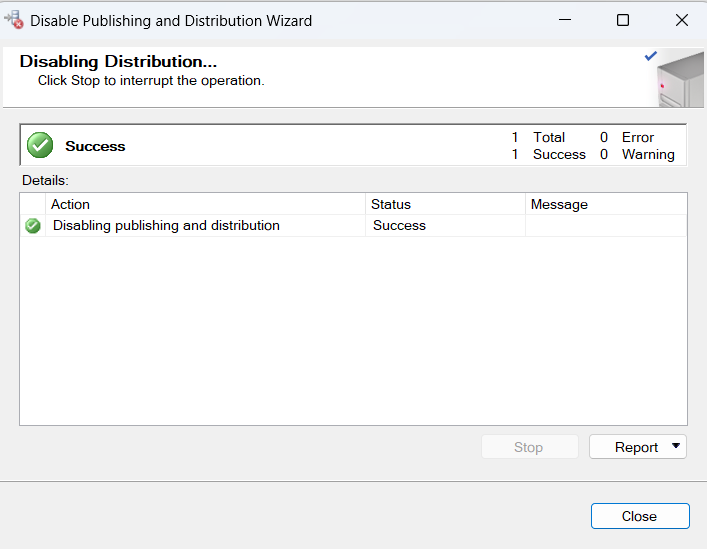 Disable Publishing and Distribution Wizard
Disabling Distribution...
Click Stop to interrupt the operation.
Success
1 Total 0 Error
1 Success 0 Warning
Details:
Action Status Message
Disabling publishing and distribution Success
Stop Report
Close